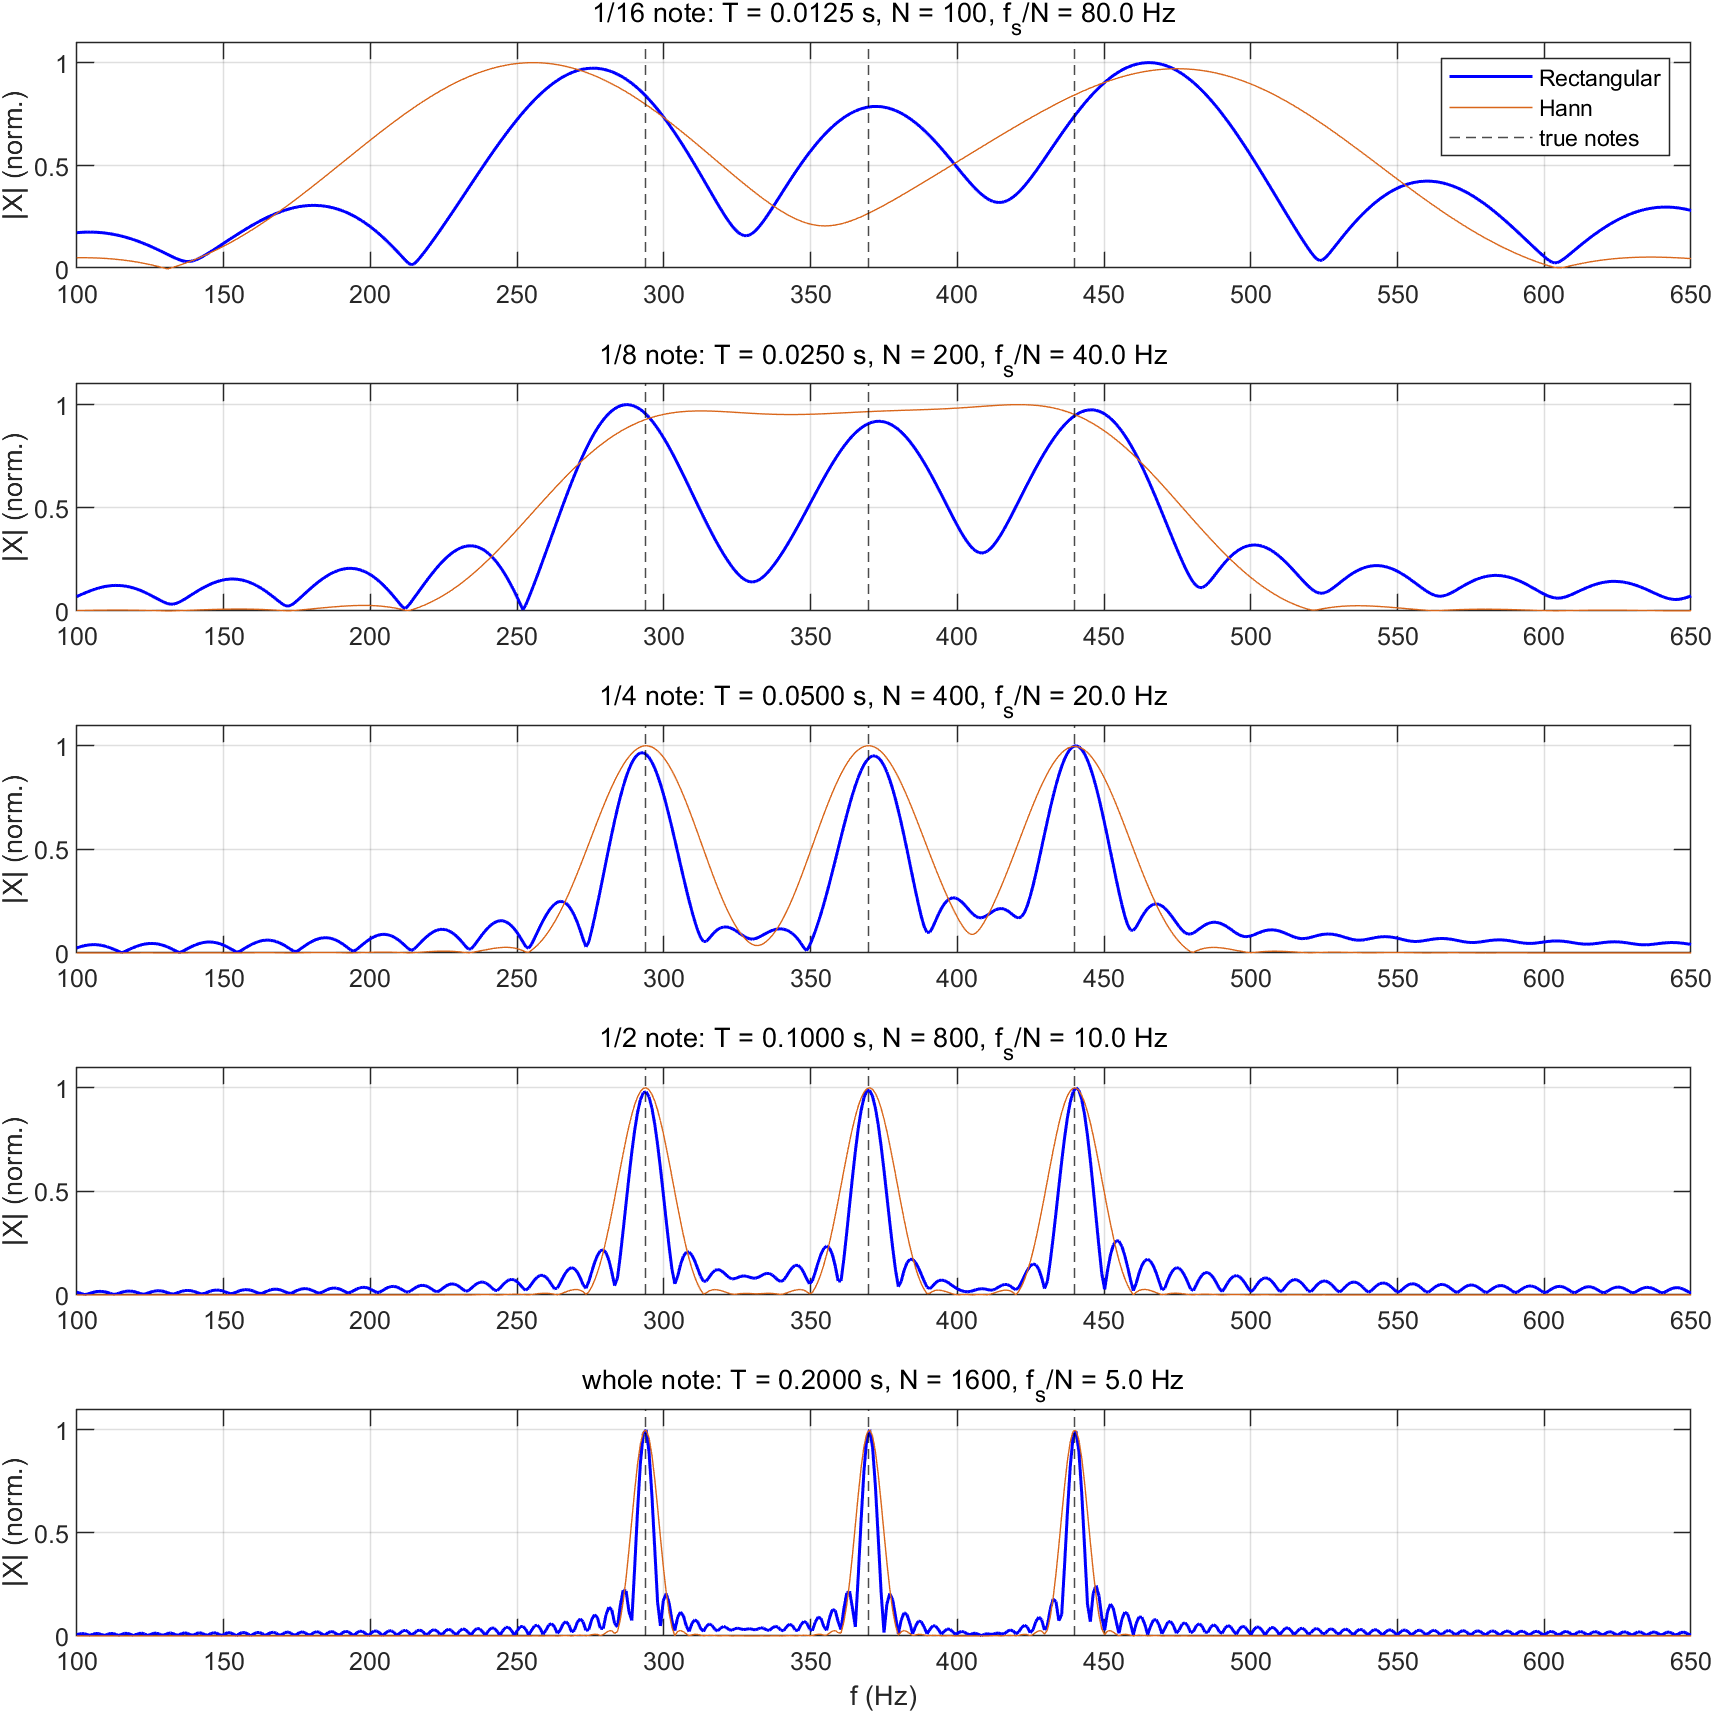 1/16 note: T = 0.0125 s, N = 100, fs/N = 80.0 Hz
|X| (norm.)
1
0.5
0
Rectangular
Hann
true notes
100 150 200 250 300 350 400 450 500 550 600 650
1/8 note: T = 0.0250 s, N = 200, fs/N = 40.0 Hz
|X| (norm.)
1
0.5
0
100 150 200 250 300 350 400 450 500 550 600 650
1/4 note: T = 0.0500 s, N = 400, fs/N = 20.0 Hz
|X| (norm.)
1
0.5
0
100 150 200 250 300 350 400 450 500 550 600 650
1/2 note: T = 0.1000 s, N = 800, fs/N = 10.0 Hz
|X| (norm.)
1
0.5
0
100 150 200 250 300 350 400 450 500 550 600 650
whole note: T = 0.2000 s, N = 1600, fs/N = 5.0 Hz
|X| (norm.)
1
0.5
0
100 150 200 250 300 350 400 450 500 550 600 650
f (Hz)